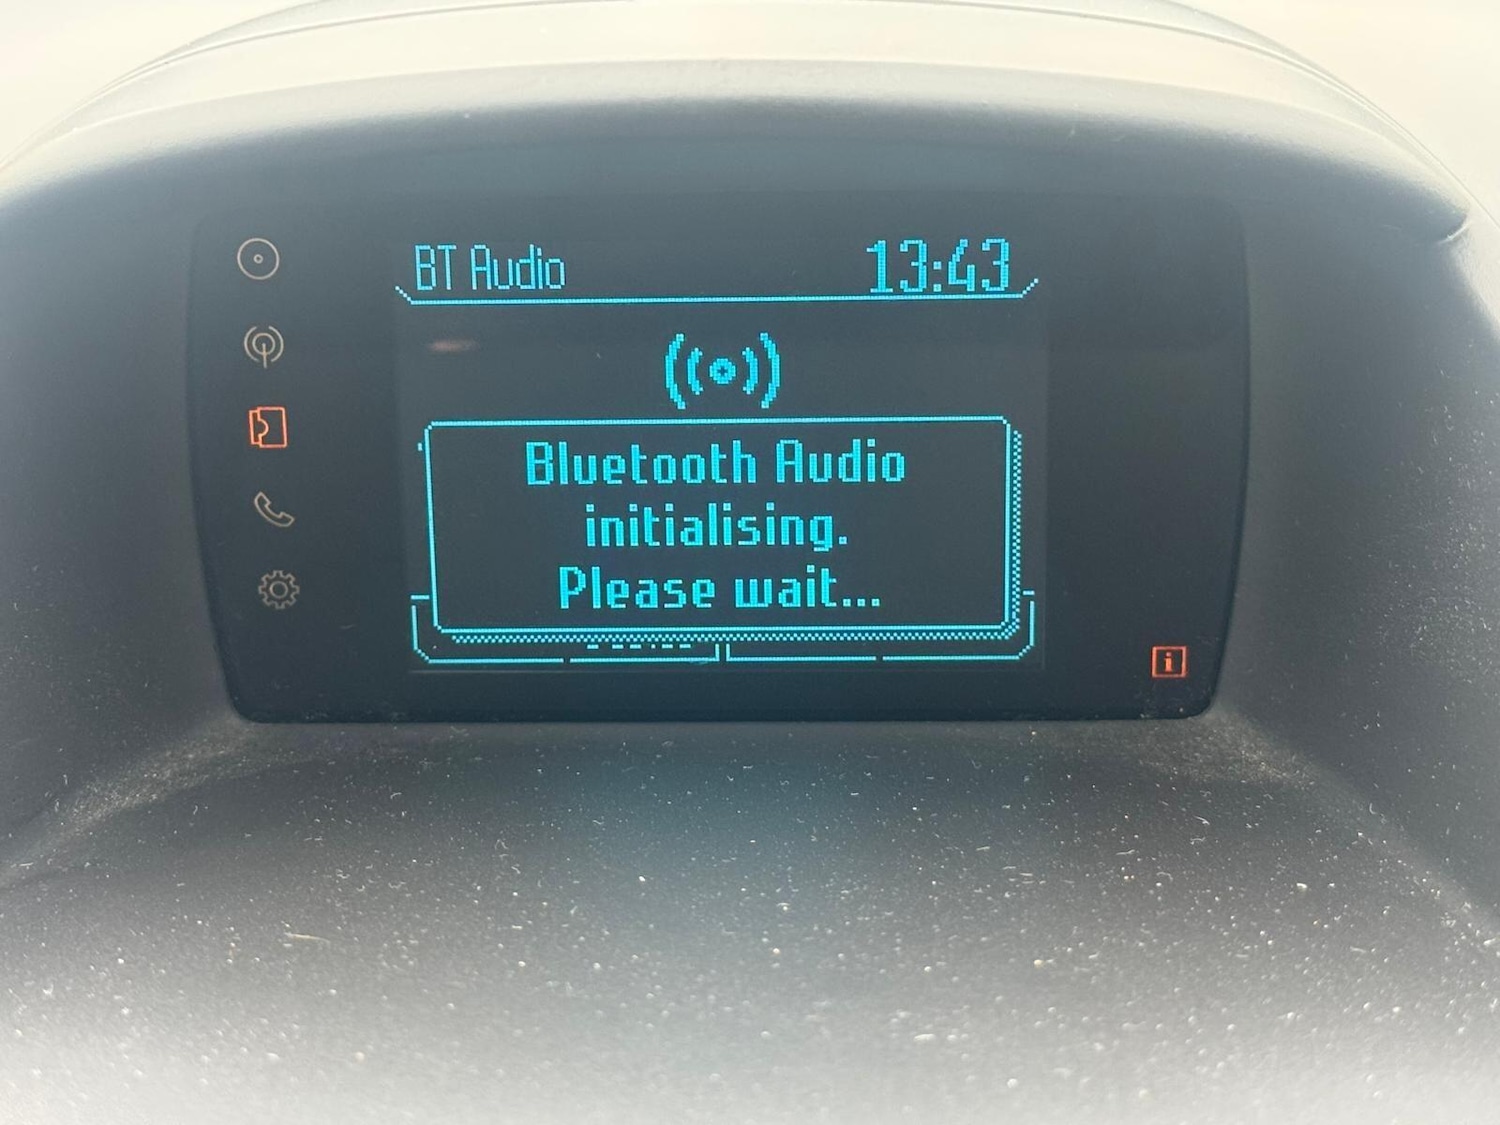 BT Audio 13:43
Bluetooth Audio
initialising.
Please wait...
i